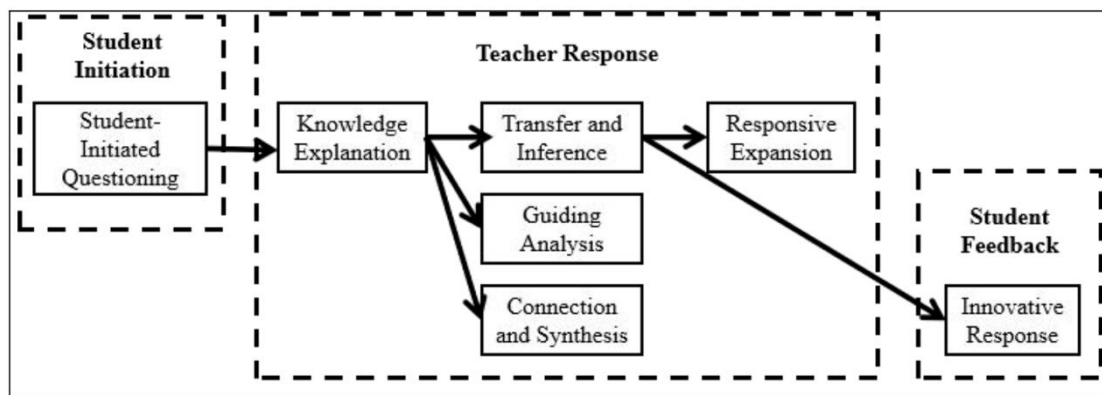 Student
Initiation
Student-
Initiated
Questioning
Teacher Response
Knowledge
Explanation
Transfer and
Inference
Responsive
Expansion
Guiding
Analysis
Connection
and Synthesis
Student
Feedback
Innovative
Response